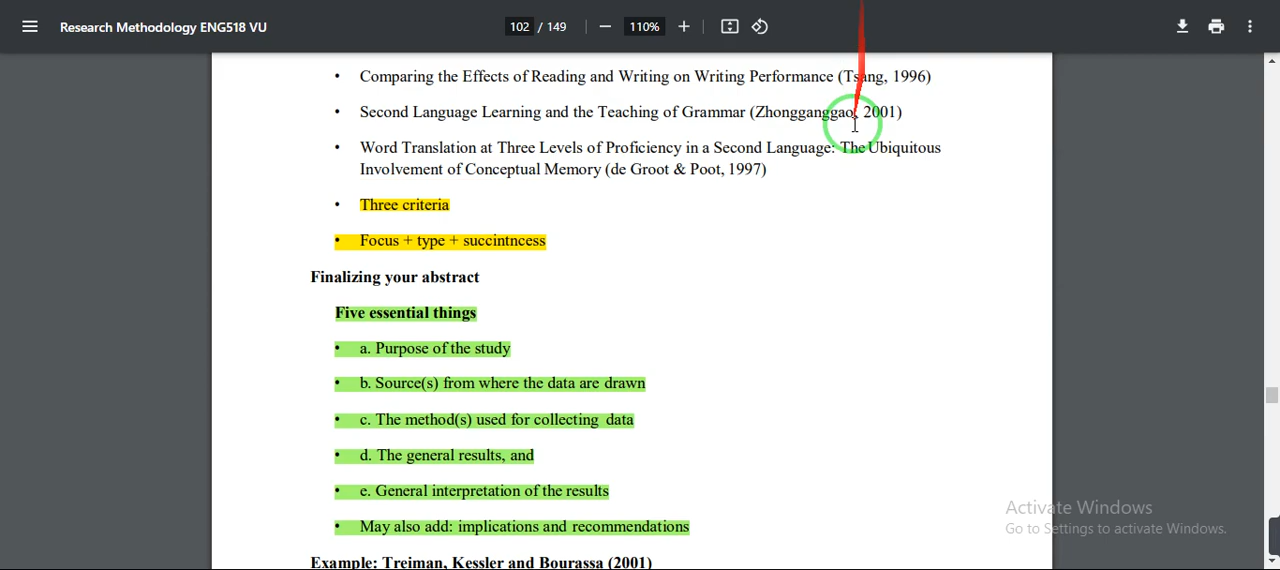 Research Methodology ENG518 VU
102 / 149
110%
• Comparing the Effects of Reading and Writing on Writing Performance (Tsang, 1996)
• Second Language Learning and the Teaching of Grammar (Zhongganggao, 2001)
• Word Translation at Three Levels of Proficiency in a Second Language: The Ubiquitous
Involvement of Conceptual Memory (de Groot & Poot, 1997)
• Three criteria
• Focus + type + succintncess
Finalizing your abstract
Five essential things
• a. Purpose of the study
• b. Source(s) from where the data are drawn
• c. The method(s) used for collecting data
• d. The general results, and
• e. General interpretation of the results
• May also add: implications and recommendations
Example: Treiman, Kessler and Bourassa (2001)
Activate Windows
Go to Settings to activate Windows.